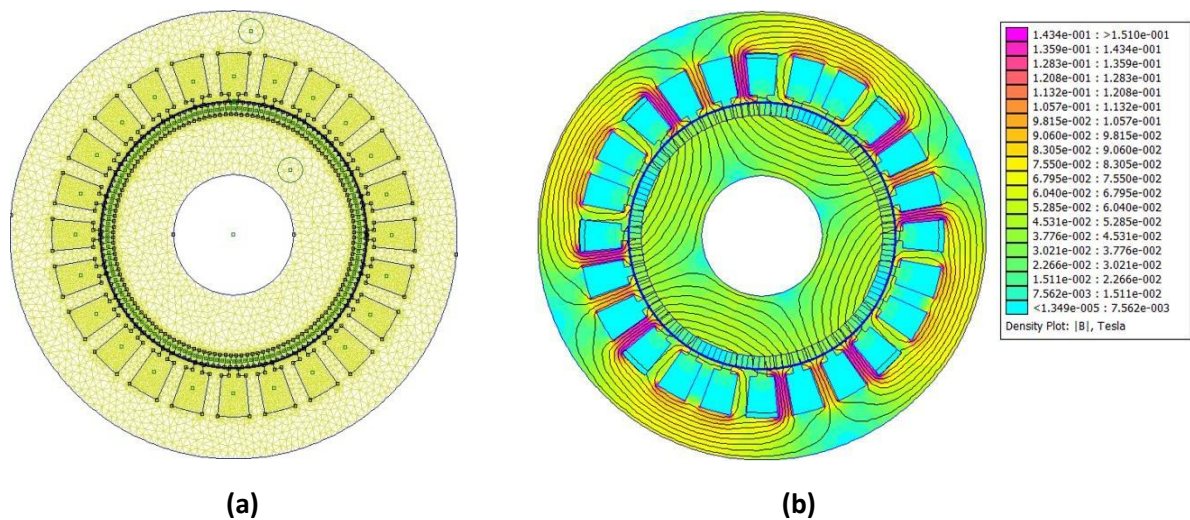 1.434e-001 : >1.510e-001
1.359e-001 : 1.434e-001
1.283e-001 : 1.359e-001
1.208e-001 : 1.283e-001
1.132e-001 : 1.208e-001
1.057e-001 : 1.132e-001
9.815e-002 : 1.057e-001
9.060e-002 : 9.815e-002
8.305e-002 : 9.060e-002
7.550e-002 : 8.305e-002
6.795e-002 : 7.550e-002
6.040e-002 : 6.795e-002
5.285e-002 : 6.040e-002
4.531e-002 : 5.285e-002
3.776e-002 : 4.531e-002
3.021e-002 : 3.776e-002
2.266e-002 : 3.021e-002
1.511e-002 : 2.266e-002
7.562e-003 : 1.511e-002
<1.349e-005 : 7.562e-003
Density Plot: |B|, Tesla
(a)
(b)